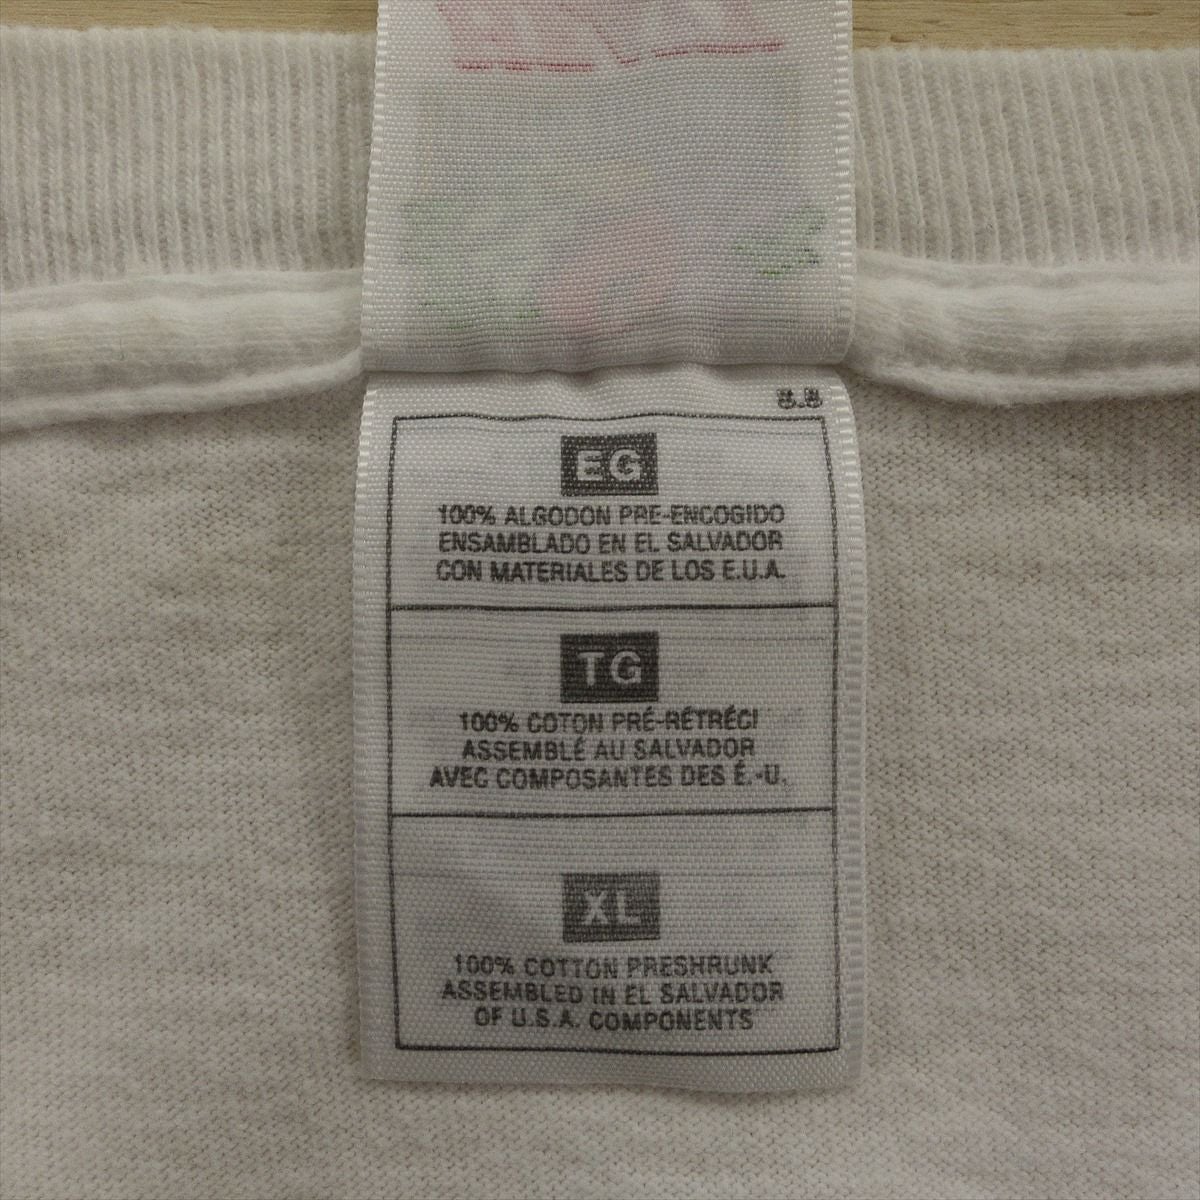 EG
100% ALGODON PRE-ENCOGIDO
ENSAMBLADO EN EL SALVADOR
CON MATERIALES DE LOS E.U.A.
TG
100% COTON PRÉ-RÉTRÉCI
ASSEMBLÉ AU SALVADOR
AVEC COMPOSANTES DES É.-U.
XL
100% COTTON PRESHRUNK
ASSEMBLED IN EL SALVADOR
OF U.S.A. COMPONENTS